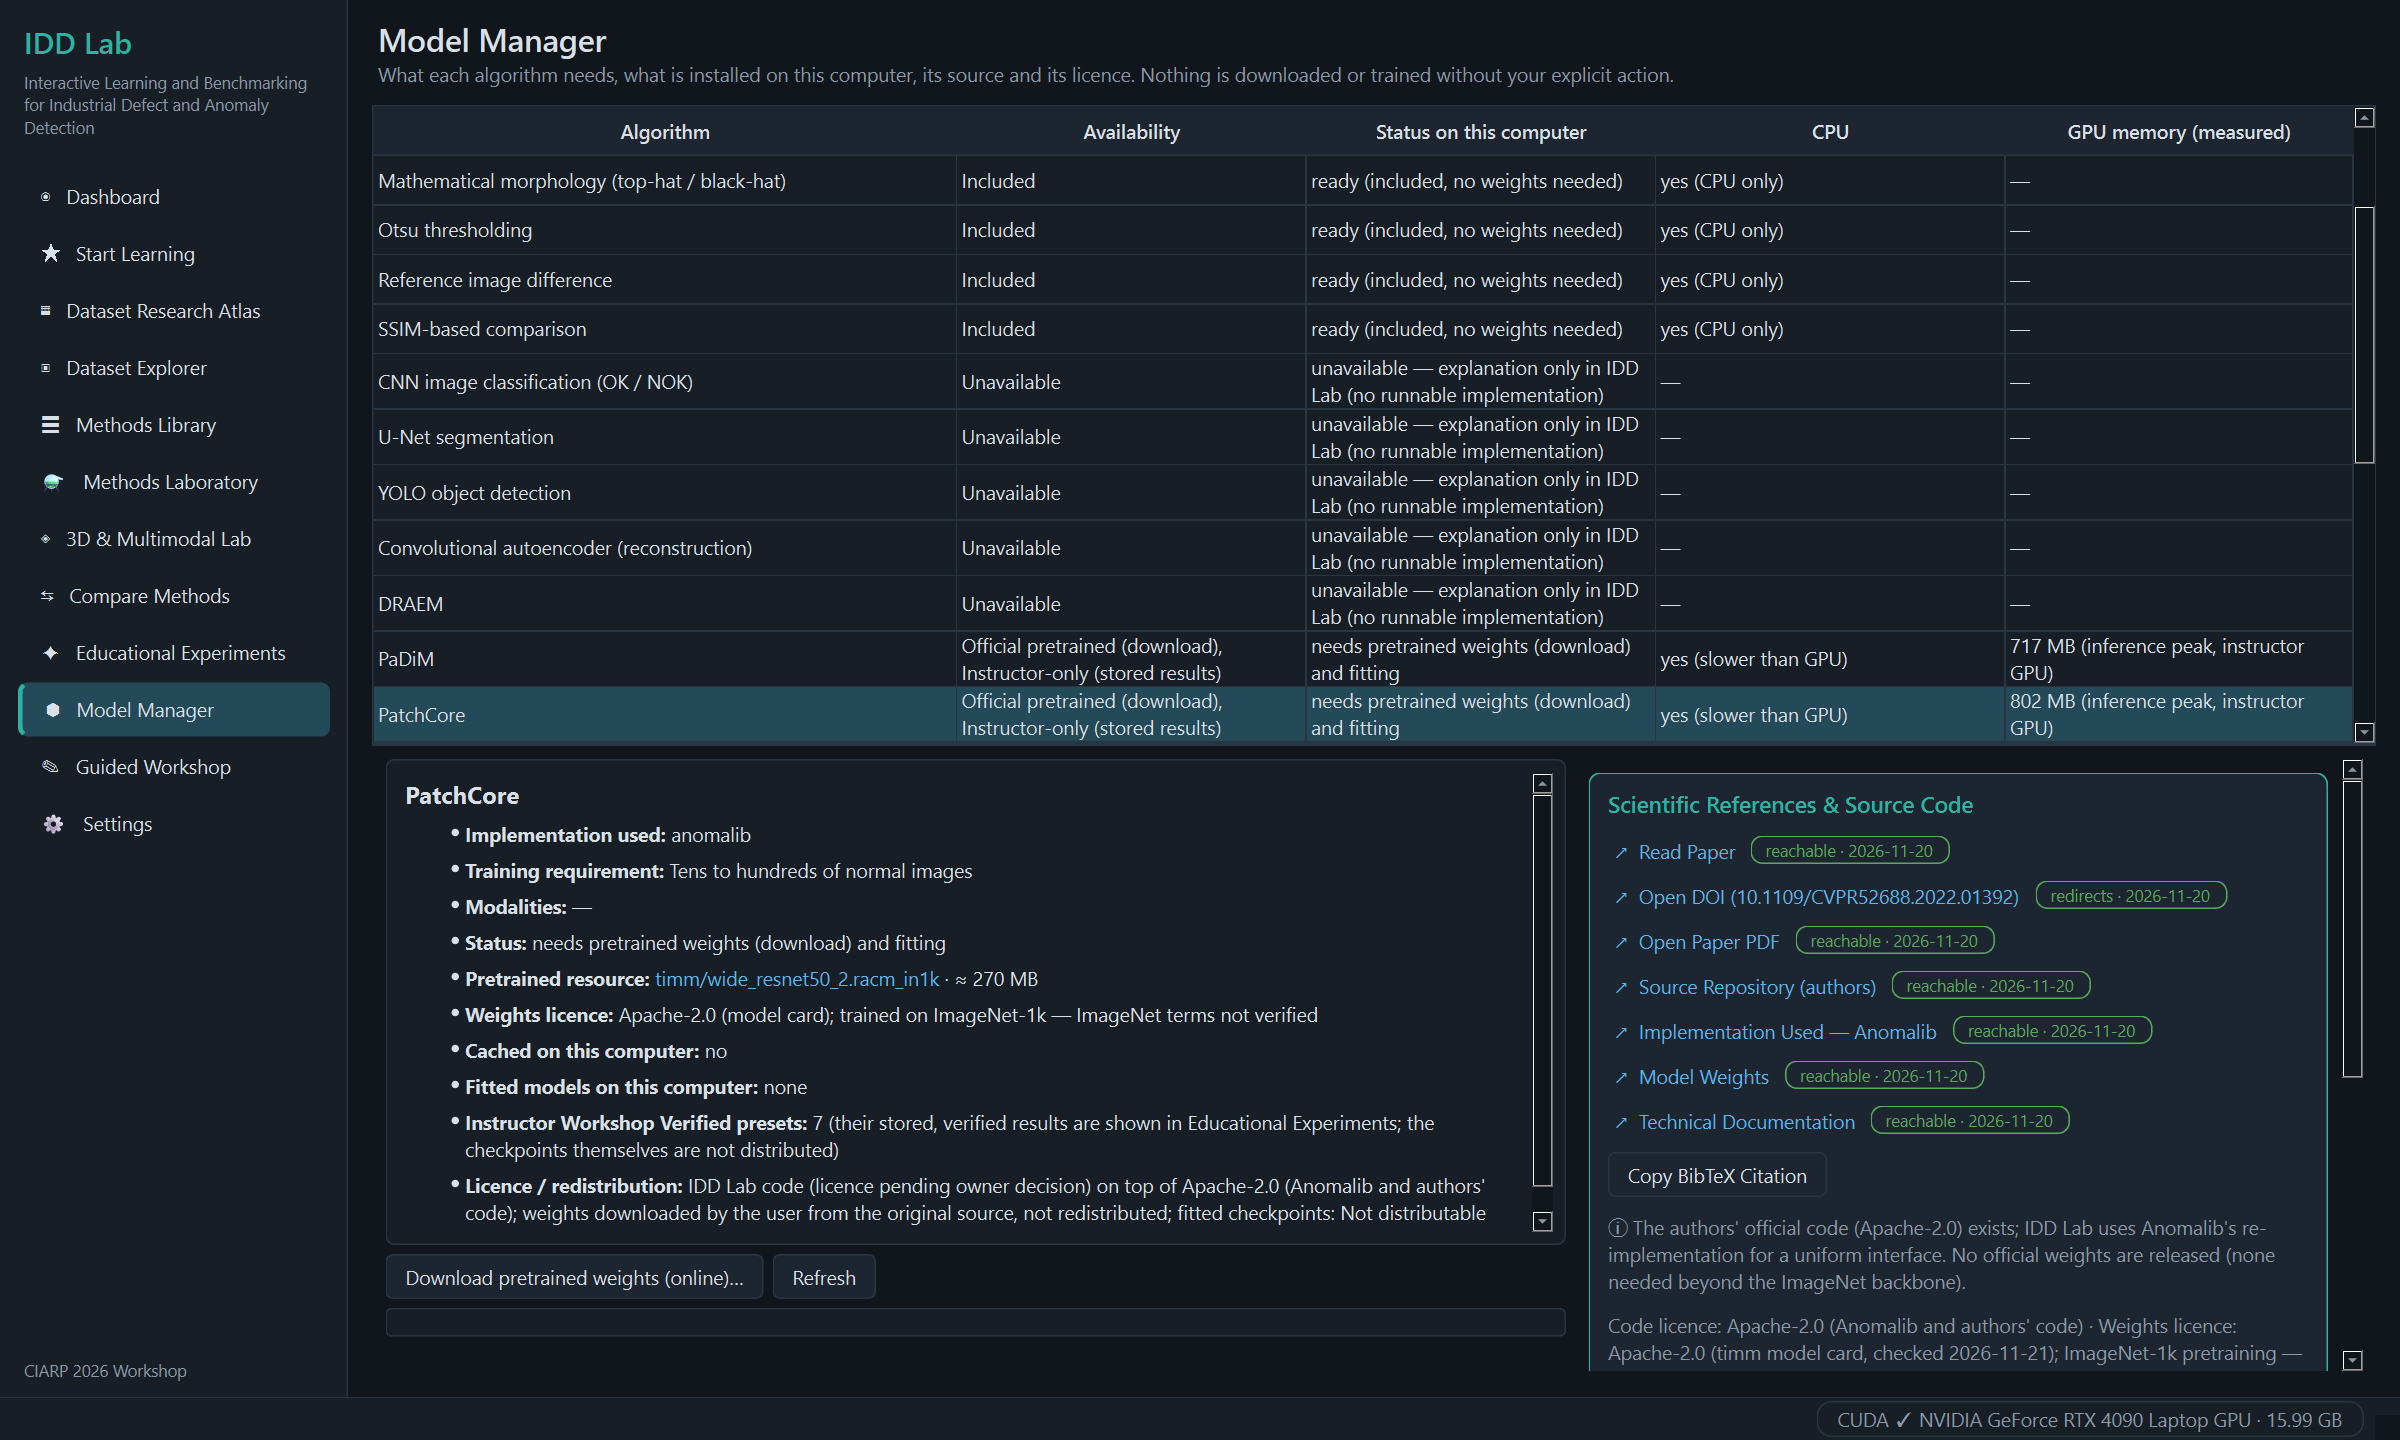 IDD Lab
Interactive Learning and Benchmarking
for Industrial Defect and Anomaly
Detection
Dashboard
Start Learning
Dataset Research Atlas
Dataset Explorer
Methods Library
Methods Laboratory
3D & Multimodal Lab
Compare Methods
Educational Experiments
Model Manager
Guided Workshop
Settings
CIARP 2026 Workshop
Model Manager
What each algorithm needs, what is installed on this computer, its source and its licence. Nothing is downloaded or trained without your explicit action.
Algorithm Availability Status on this computer CPU GPU memory (measured)
Mathematical morphology (top-hat / black-hat) Included ready (included, no weights needed) yes (CPU only) —
Otsu thresholding Included ready (included, no weights needed) yes (CPU only) —
Reference image difference Included ready (included, no weights needed) yes (CPU only) —
SSIM-based comparison Included ready (included, no weights needed) yes (CPU only) —
CNN image classification (OK / NOK) Unavailable unavailable — explanation only in IDD
Lab (no runnable implementation) — —
U-Net segmentation Unavailable unavailable — explanation only in IDD
Lab (no runnable implementation) — —
YOLO object detection Unavailable unavailable — explanation only in IDD
Lab (no runnable implementation) — —
Convolutional autoencoder (reconstruction) Unavailable unavailable — explanation only in IDD
Lab (no runnable implementation) — —
DRAEM Unavailable unavailable — explanation only in IDD
Lab (no runnable implementation) — —
PaDiM Official pretrained (download), needs pretrained weights (download) yes (slower than GPU) 717 MB (inference peak, instructor
Instructor-only (stored results) and fitting GPU)
PatchCore Official pretrained (download), needs pretrained weights (download) yes (slower than GPU) 802 MB (inference peak, instructor
Instructor-only (stored results) and fitting GPU)
PatchCore
• Implementation used: anomalib
• Training requirement: Tens to hundreds of normal images
• Modalities: —
• Status: needs pretrained weights (download) and fitting
• Pretrained resource: timm/wide_resnet50_2.racm_in1k · ≈ 270 MB
• Weights licence: Apache-2.0 (model card); trained on ImageNet-1k — ImageNet terms not verified
• Cached on this computer: no
• Fitted models on this computer: none
• Instructor Workshop Verified presets: 7 (their stored, verified results are shown in Educational Experiments; the
checkpoints themselves are not distributed)
• Licence / redistribution: IDD Lab code (licence pending owner decision) on top of Apache-2.0 (Anomalib and authors'
code); weights downloaded by the user from the original source, not redistributed; fitted checkpoints: Not distributable
Download pretrained weights (online)... Refresh
Scientific References & Source Code
↗ Read Paper reachable · 2026-11-20
↗ Open DOI (10.1109/CVPR52688.2022.01392) redirects · 2026-11-20
↗ Open Paper PDF reachable · 2026-11-20
↗ Source Repository (authors) reachable · 2026-11-20
↗ Implementation Used — Anomalib reachable · 2026-11-20
↗ Model Weights reachable · 2026-11-20
↗ Technical Documentation reachable · 2026-11-20
Copy BibTeX Citation
ⓘ The authors' official code (Apache-2.0) exists; IDD Lab uses Anomalib's re-
implementation for a uniform interface. No official weights are released (none
needed beyond the ImageNet backbone).
Code licence: Apache-2.0 (Anomalib and authors' code) · Weights licence:
Apache-2.0 (timm model card, checked 2026-11-21); ImageNet-1k pretraining —
CUDA ✓ NVIDIA GeForce RTX 4090 Laptop GPU · 15.99 GB